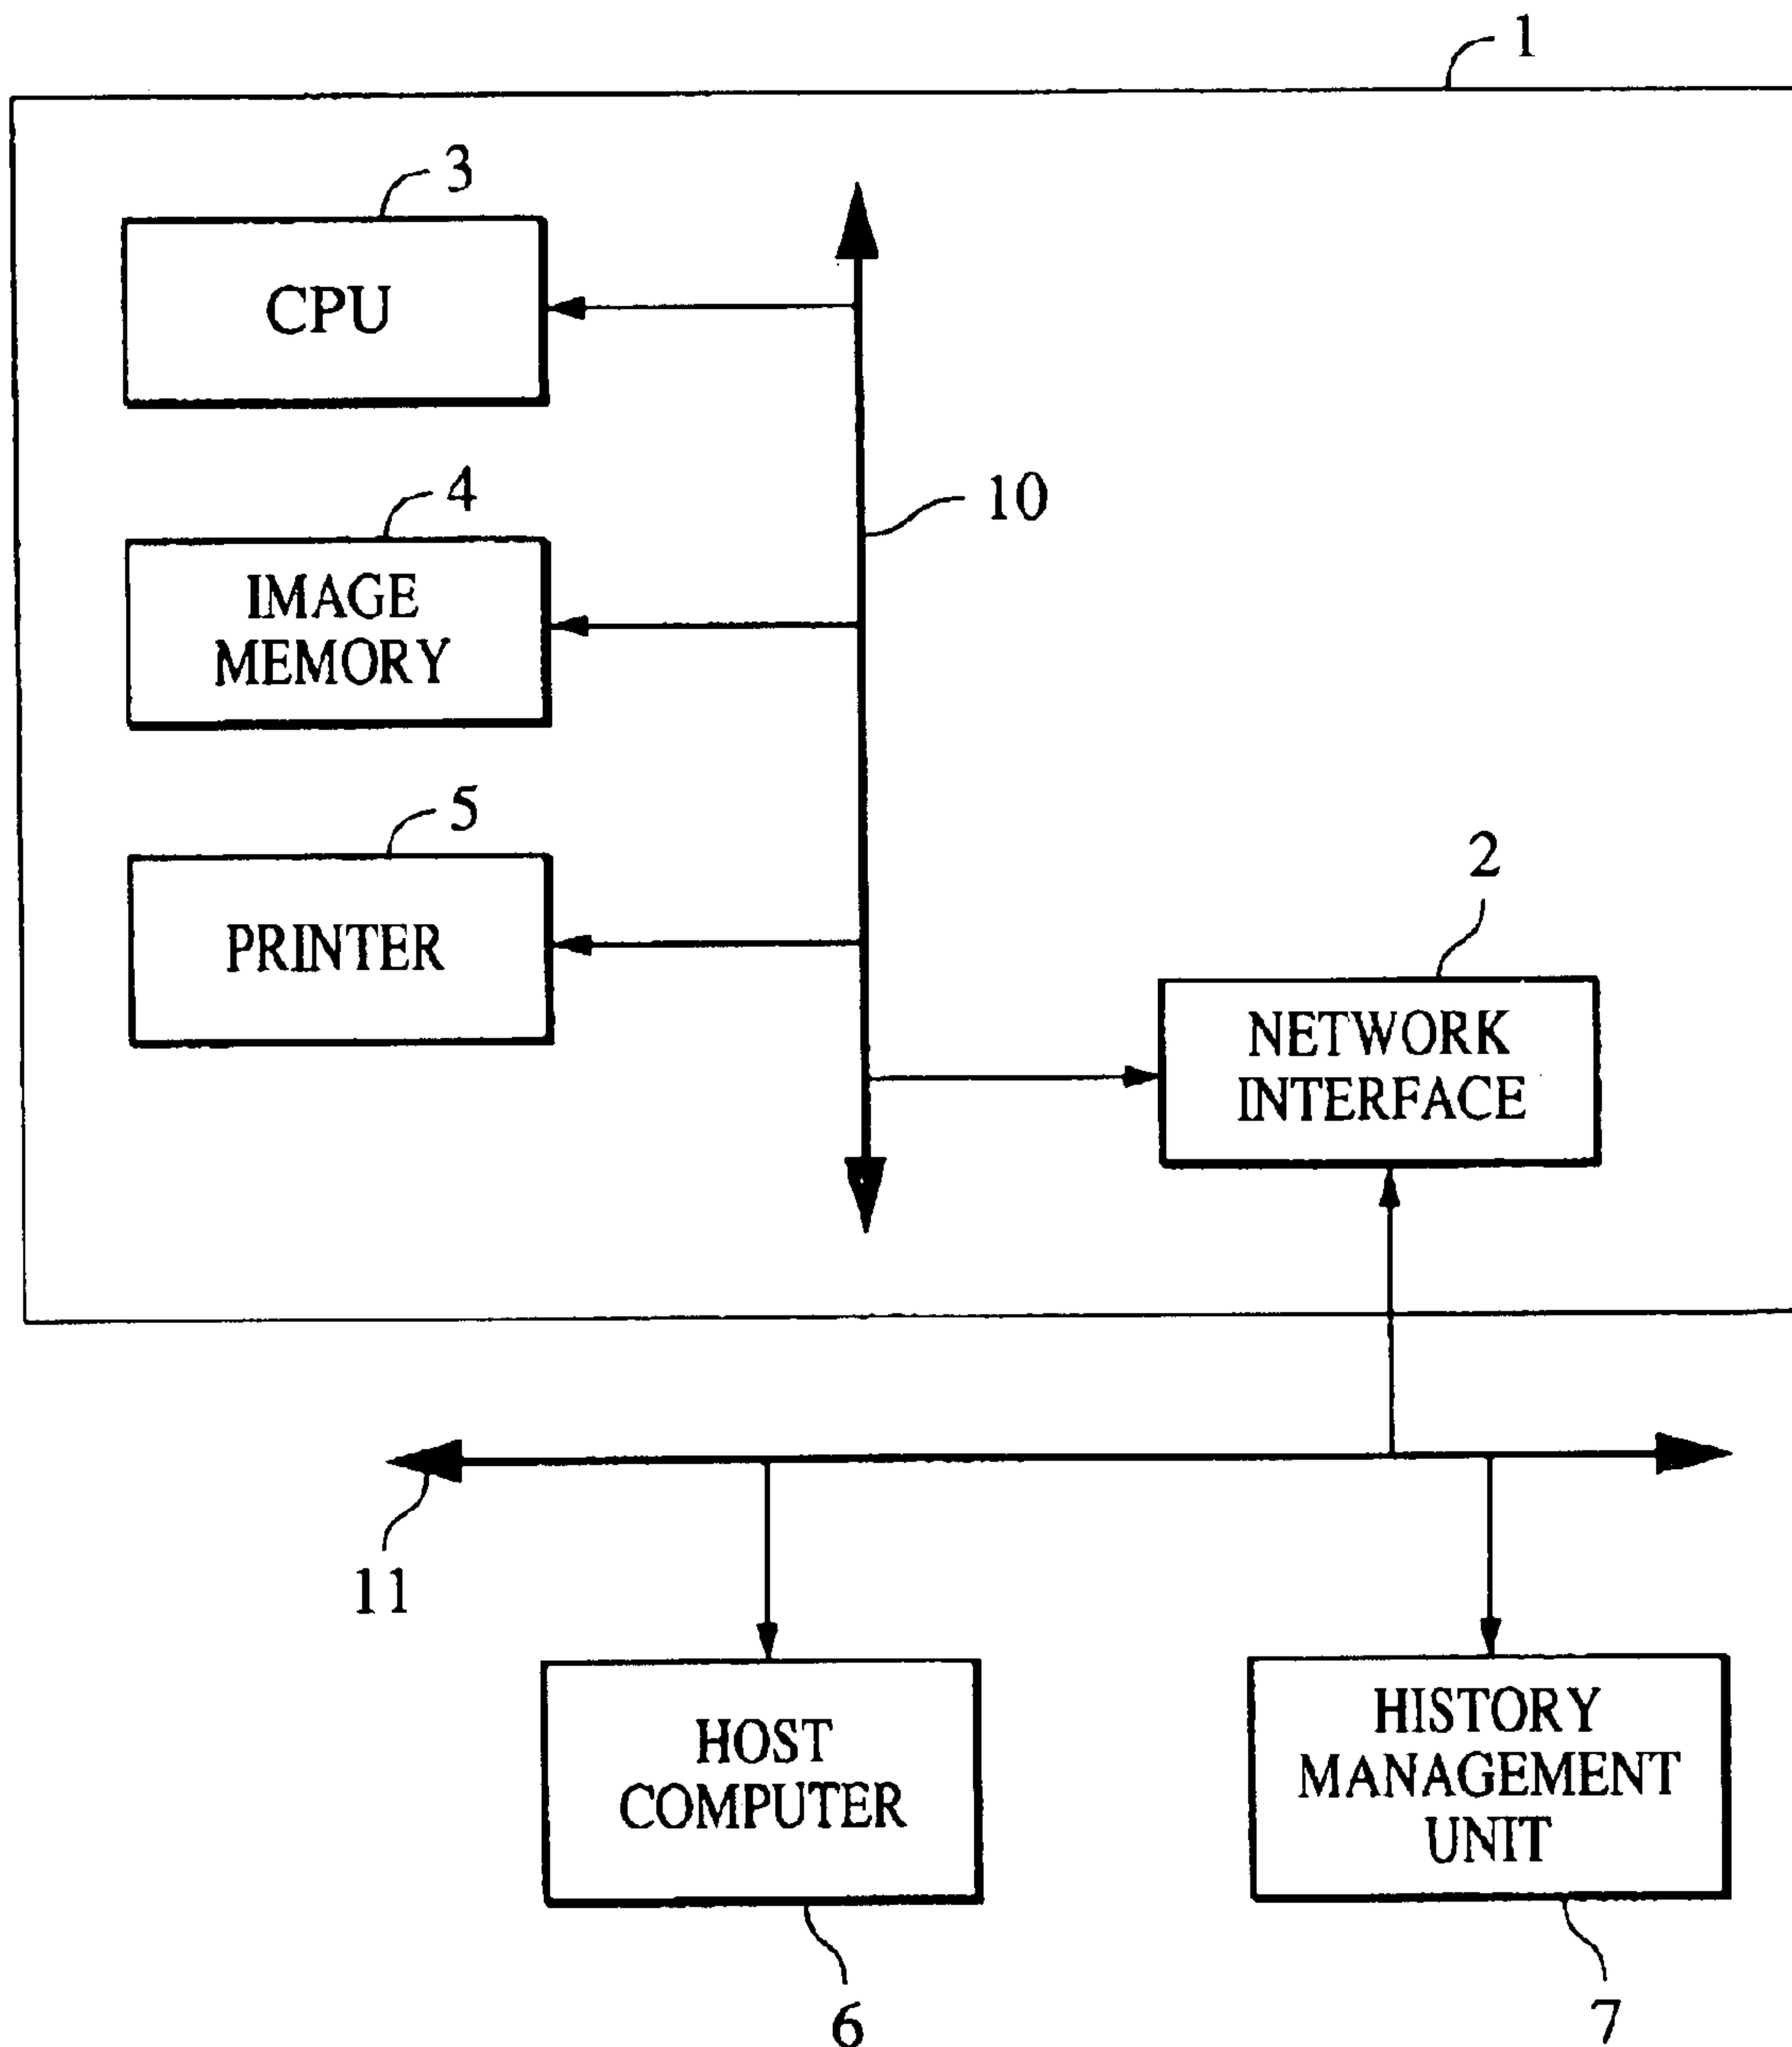 1
3
CPU
4
IMAGE
MEMORY
10
5
PRINTER
2
NETWORK
INTERFACE
11
HOST
COMPUTER
6
HISTORY
MANAGEMENT
UNIT
7